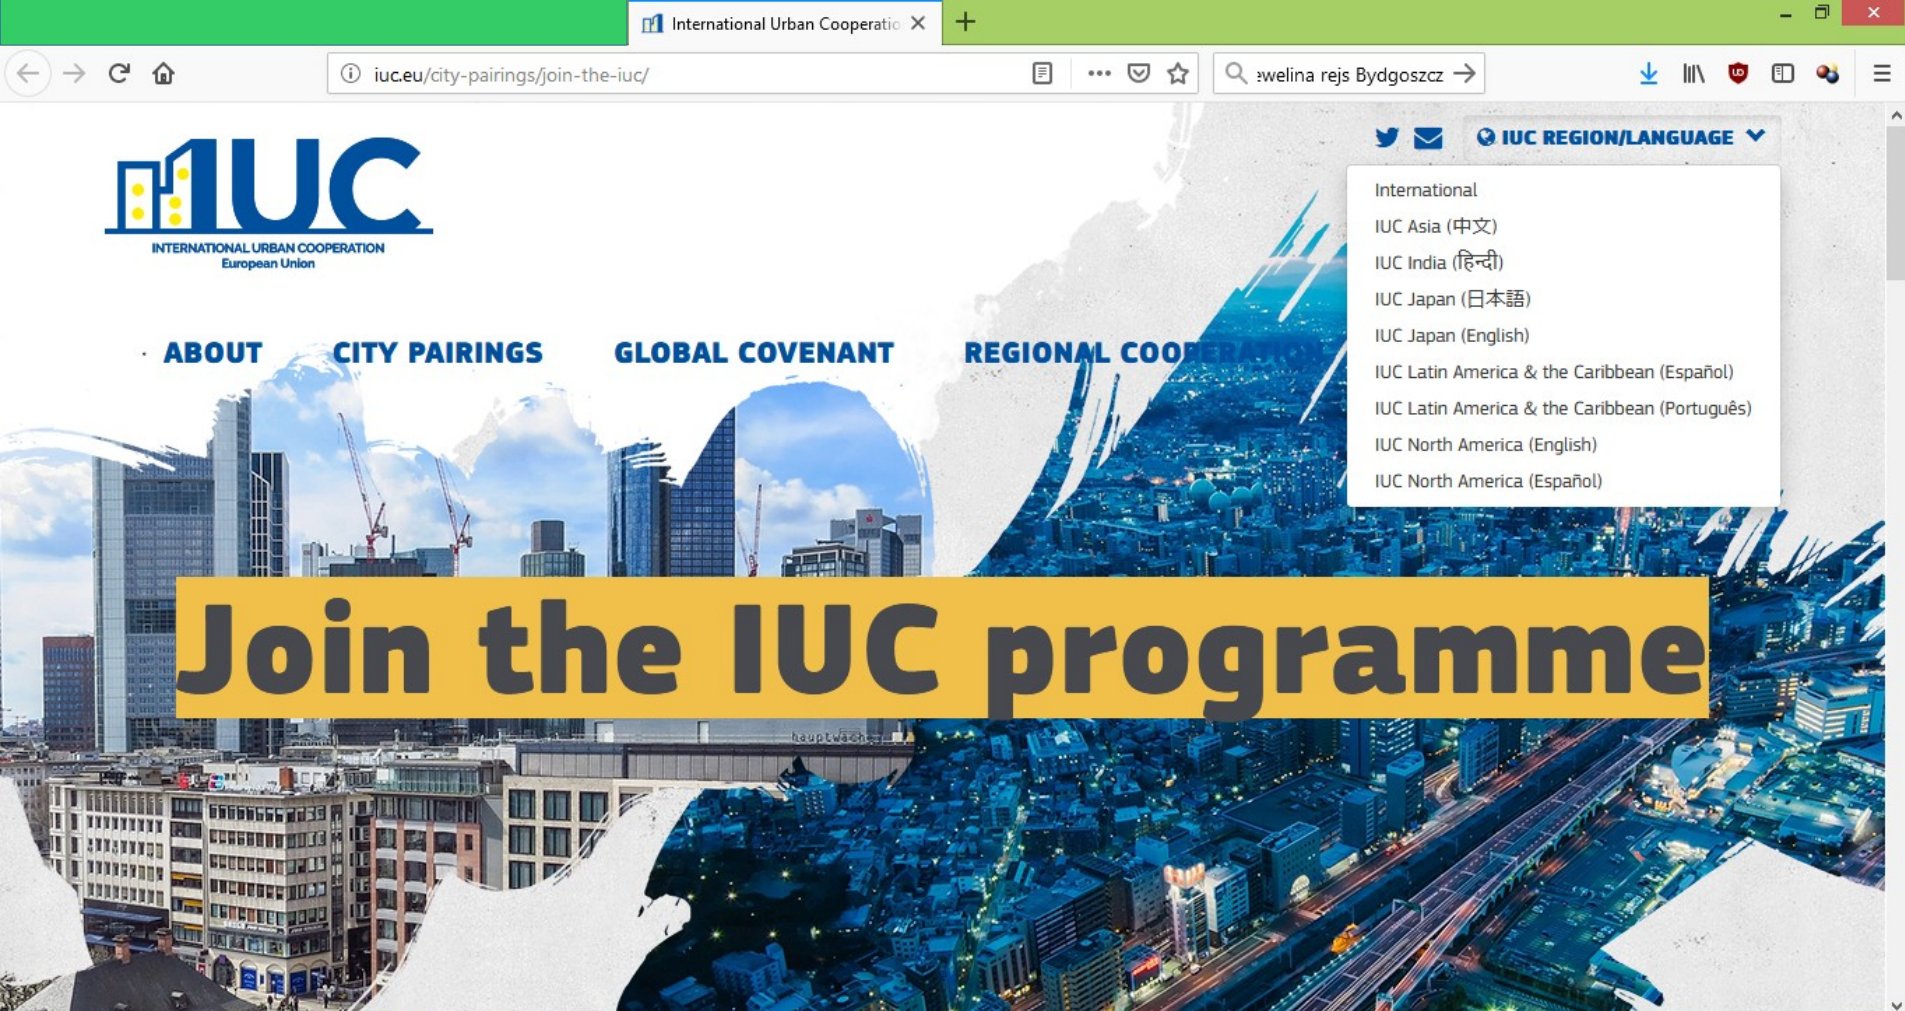 International Urban Cooperatio
iuc.eu/city-pairings/join-the-iuc/
ewelina rejs Bydgoszcz
IUC
INTERNATIONAL URBAN COOPERATION
European Union
IUC REGION/LANGUAGE
International
IUC Asia (中文)
IUC India (हिन्दी)
IUC Japan (日本語)
IUC Japan (English)
IUC Latin America & the Caribbean (Español)
IUC Latin America & the Caribbean (Português)
IUC North America (English)
IUC North America (Español)
ABOUT CITY PAIRINGS GLOBAL COVENANT REGIONAL COOPERATION
Join the IUC programme
hauptwache